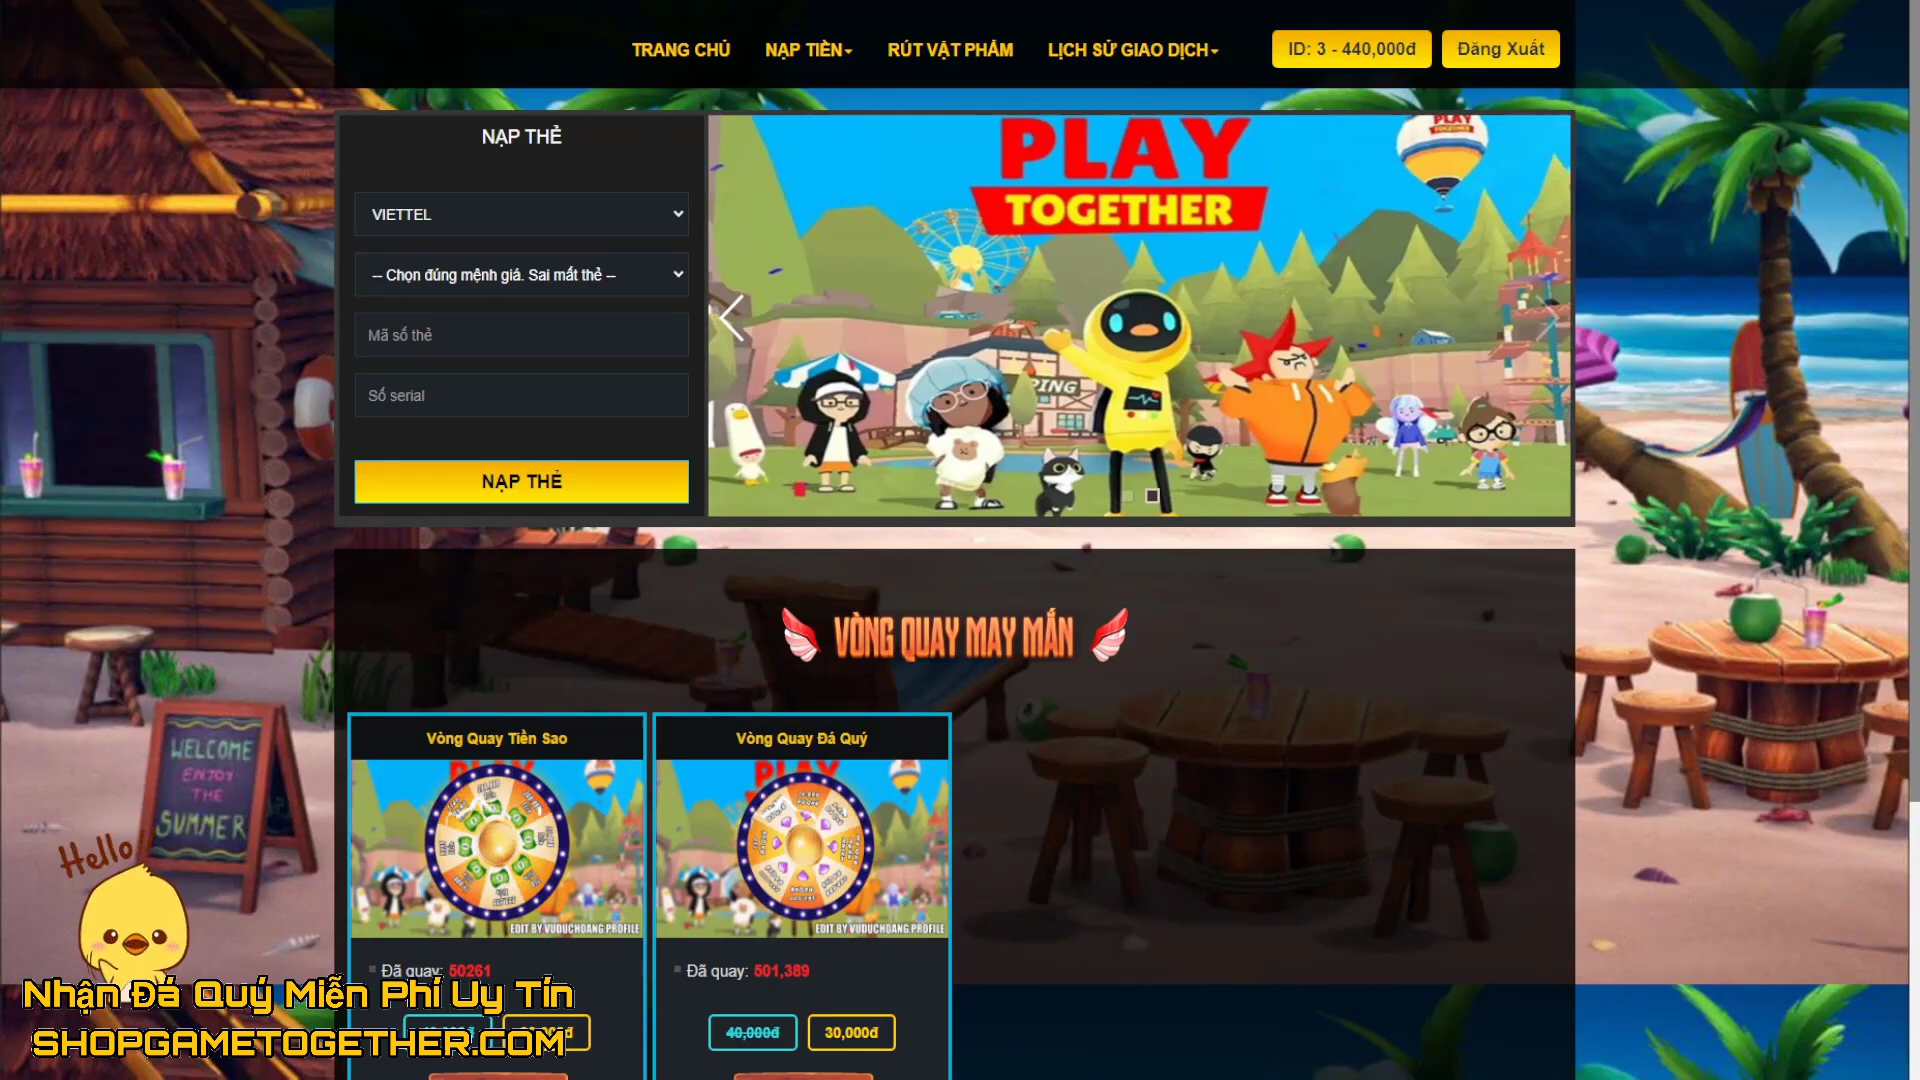 TRANG CHỦ NẠP TIỀN RÚT VẬT PHẨM LỊCH SỬ GIAO DỊCH ID: 3 - 440,000đ Đăng Xuất
NẠP THẺ
VIETTEL
-- Chọn đúng mệnh giá. Sai mất thẻ --
Mã số thẻ
Số serial
NẠP THẺ
PLAY
TOGETHER
PLAY
TOGETHER
PING
VÒNG QUAY MAY MẮN
Vòng Quay Tiền Sao
Vòng Quay Đá Quý
EDIT BY VUDUCHOANG PROFILE
EDIT BY VUDUCHOANG PROFILE
Đã quay: 50261
Đã quay: 501,389
40,000đ 30,000đ
WELCOME
ENJOY
THE
SUMMER
Hello
Nhận Đá Quý Miễn Phí Uy Tín
SHOPGAMETOGETHER.COM